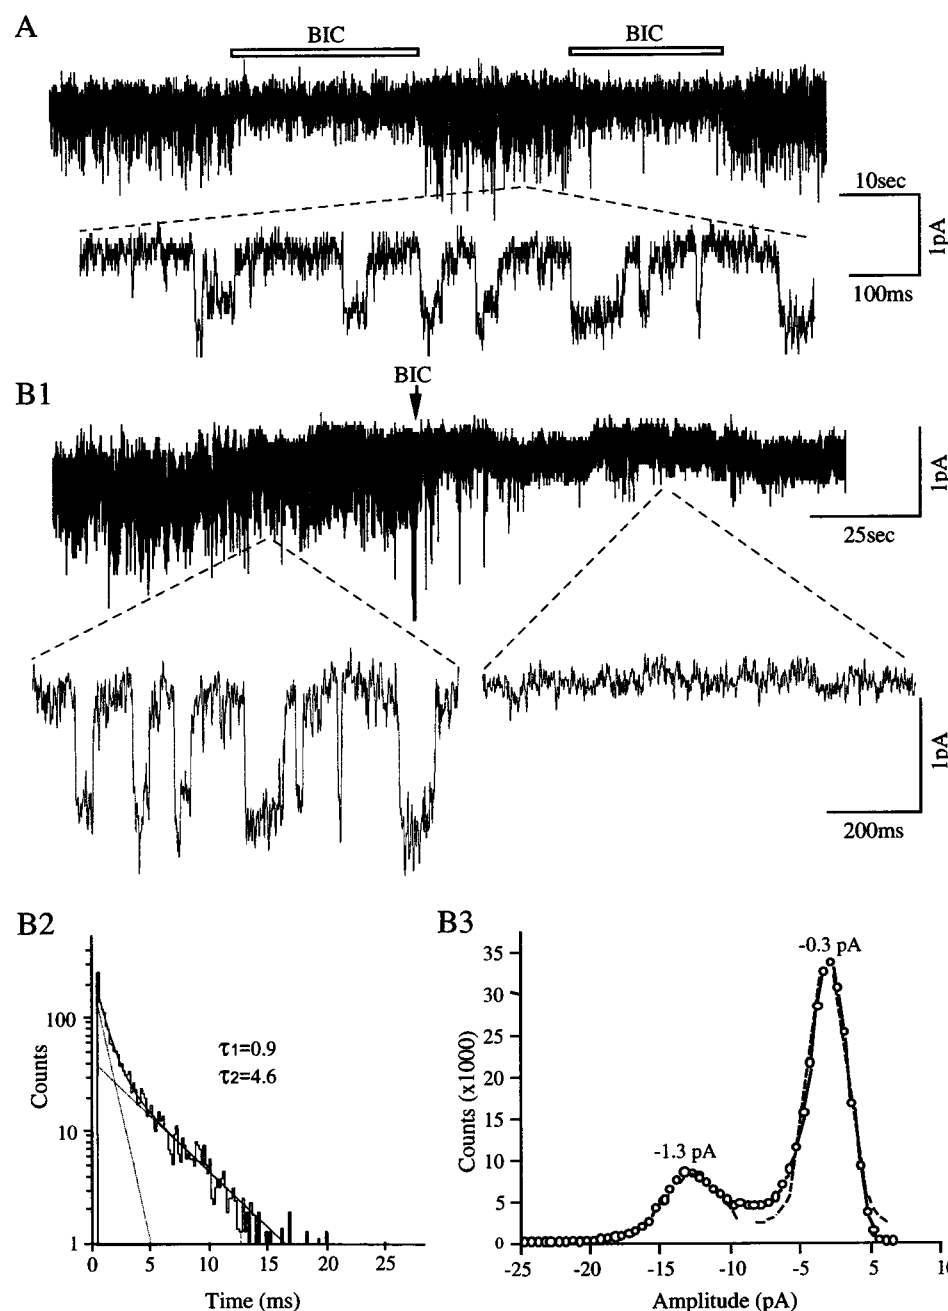 A
BIC
BIC
10sec
1pA
100ms
B1
BIC
1pA
25sec
1pA
200ms
B2
100
10
1
Counts
τ1=0.9
τ2=4.6
0
5
10
15
20
25
Time (ms)
B3
-0.3 pA
-1.3 pA
35
30
25
20
15
10
5
0
Counts (x1000)
-25
-20
-15
-10
-5
0
5
Amplitude (pA)